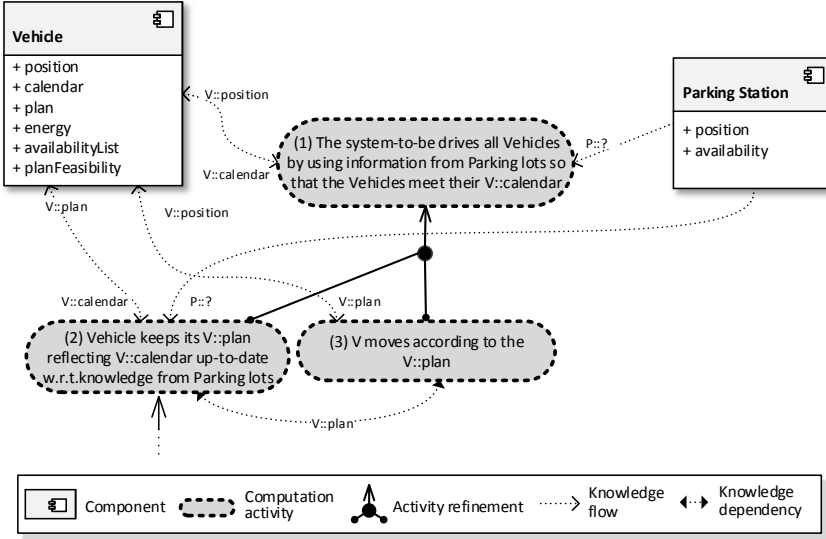 Vehicle
+ position
+ calendar
+ plan
+ energy
+ availabilityList
+ planFeasibility
Parking Station
+ position
+ availability
V::position
V::calendar
P::?
(1) The system-to-be drives all Vehicles
by using information from Parking lots so
that the Vehicles meet their V::calendar
V::plan
V::position
V::calendar
P::?
V::plan
(2) Vehicle keeps its V::plan
reflecting V::calendar up-to-date
w.r.t.knowledge from Parking lots
(3) V moves according to the
V::plan
V::plan
Component
Computation
activity
Activity refinement
Knowledge
flow
Knowledge
dependency